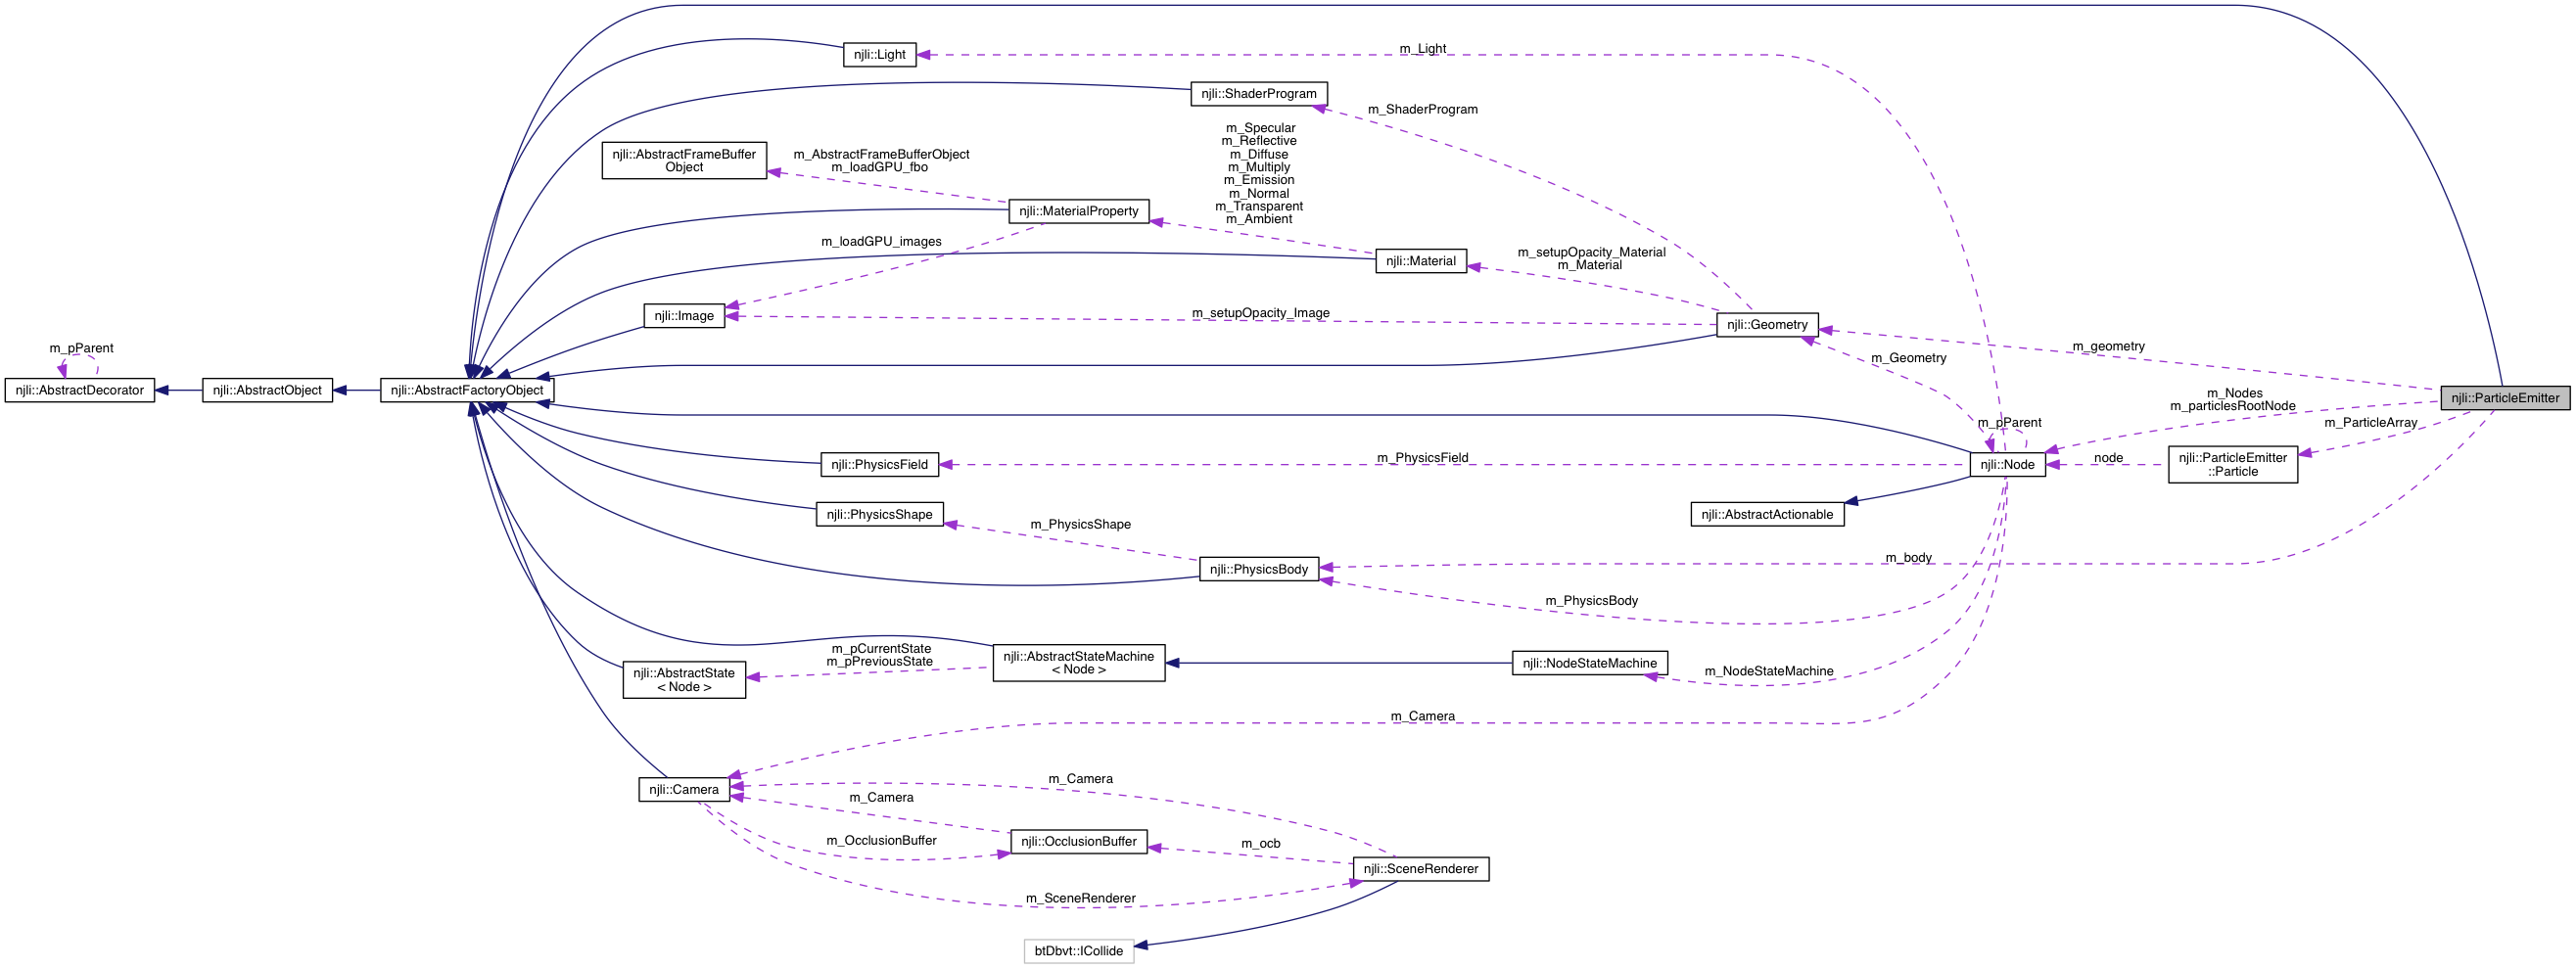 m_Light
njli::Light
njli::ShaderProgram
m_ShaderProgram
m_Specular
m_Reflective
m_Diffuse
m_Multiply
m_Emission
m_Normal
m_Transparent
m_Ambient
njli::AbstractFrameBuffer
Object
m_AbstractFrameBufferObject
m_loadGPU_fbo
njli::MaterialProperty
m_loadGPU_images
njli::Material
m_setupOpacity_Material
m_Material
njli::Image
m_setupOpacity_Image
njli::Geometry
m_pParent
m_Geometry
m_geometry
njli::AbstractDecorator
njli::AbstractObject
njli::AbstractFactoryObject
njli::ParticleEmitter
m_Nodes
m_particlesRootNode
m_pParent
m_ParticleArray
njli::PhysicsField
m_PhysicsField
njli::Node
node
njli::ParticleEmitter
::Particle
njli::PhysicsShape
m_PhysicsShape
njli::AbstractActionable
njli::PhysicsBody
m_body
m_PhysicsBody
m_pCurrentState
m_pPreviousState
njli::AbstractStateMachine
< Node >
njli::NodeStateMachine
m_NodeStateMachine
njli::AbstractState
< Node >
m_Camera
njli::Camera
m_Camera
m_Camera
m_OcclusionBuffer
njli::OcclusionBuffer
m_ocb
njli::SceneRenderer
m_SceneRenderer
btDbvt::ICollide